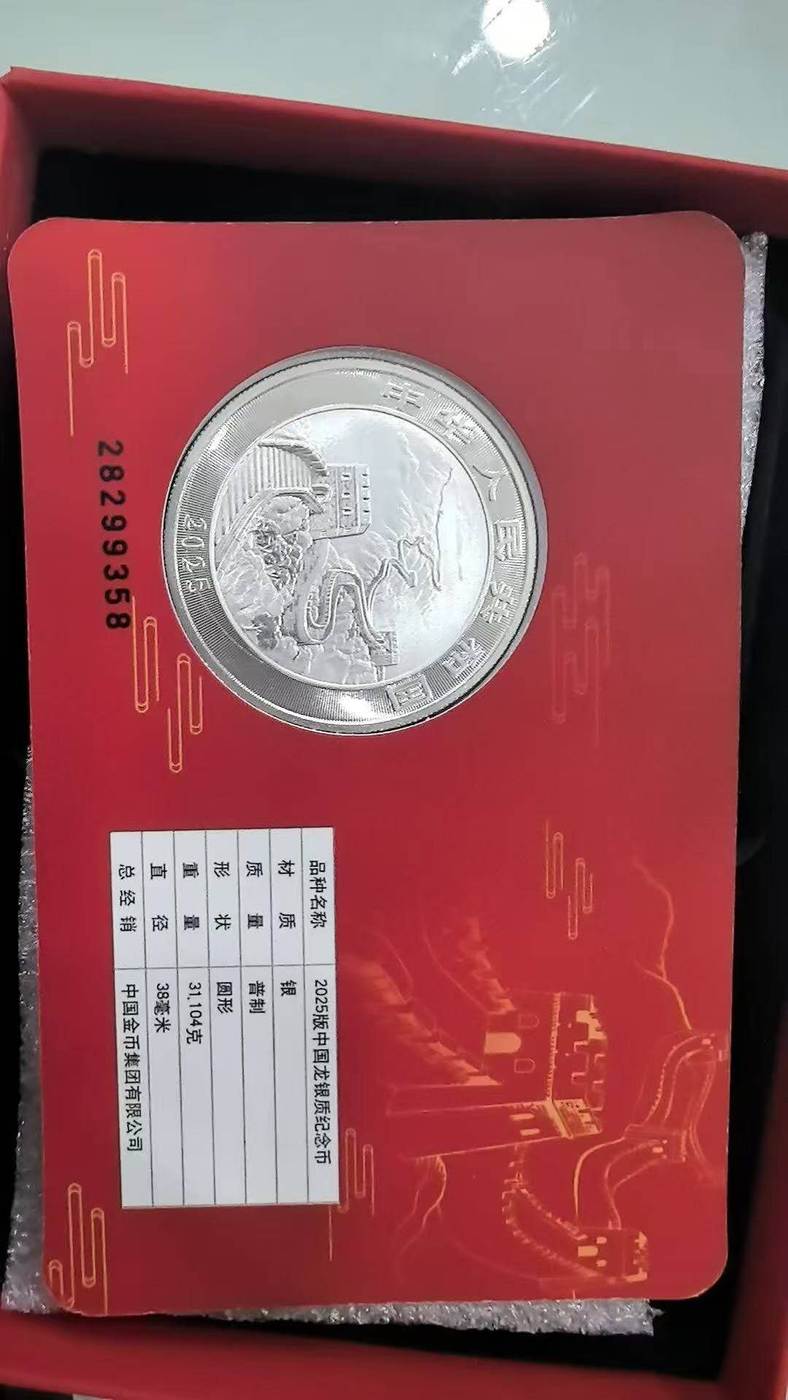 中华人民共和国
2025
28299358
品种名称 2025版中国龙银质纪念币
材质 银
质量 普制
形状 圆形
重量 31.104克
直径 38毫米
总经销 中国金币集团有限公司